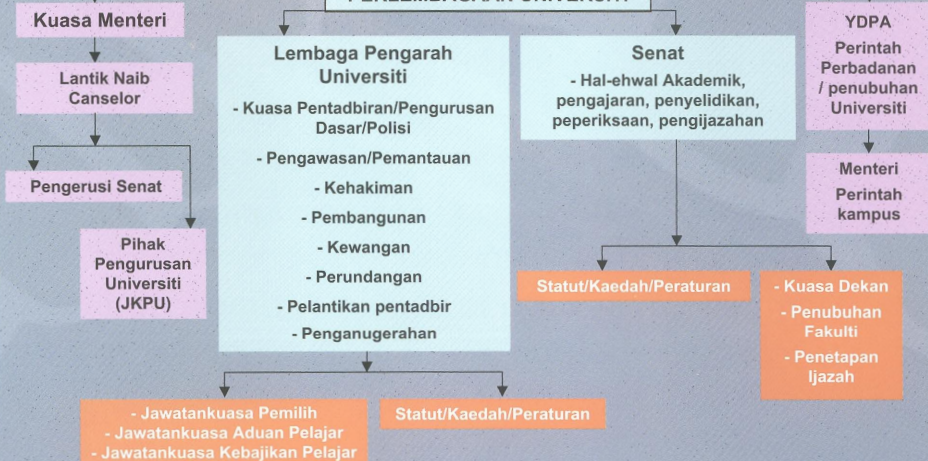 Kuasa Menteri
Lantik Naib
Canselor
Pengerusi Senat
Pihak
Pengurusan
Universiti
(JKPU)
Lembaga Pengarah
Universiti
- Kuasa Pentadbiran/Pengurusan
Dasar/Polisi
- Pengawasan/Pemantauan
- Kehakiman
- Pembangunan
- Kewangan
- Perundangan
- Pelantikan pentadbir
- Penganugerahan
- Jawatankuasa Pemilih
- Jawatankuasa Aduan Pelajar
- Jawatankuasa Kebajikan Pelajar
Statut/Kaedah/Peraturan
Senat
- Hal-ehwal Akademik,
pengajaran, penyelidikan,
peperiksaan, pengijazahan
Statut/Kaedah/Peraturan
- Kuasa Dekan
- Penubuhan
Fakulti
- Penetapan
Ijazah
YDPA
Perintah
Perbadanan
/ penubuhan
Universiti
Menteri
Perintah
kampus